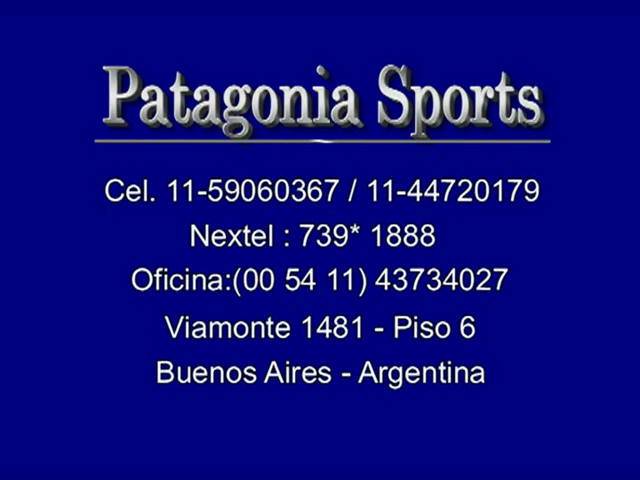 Patagonia Sports
Cel. 11-59060367 / 11-44720179
Nextel : 739* 1888
Oficina:(00 54 11) 43734027
Viamonte 1481 - Piso 6
Buenos Aires - Argentina